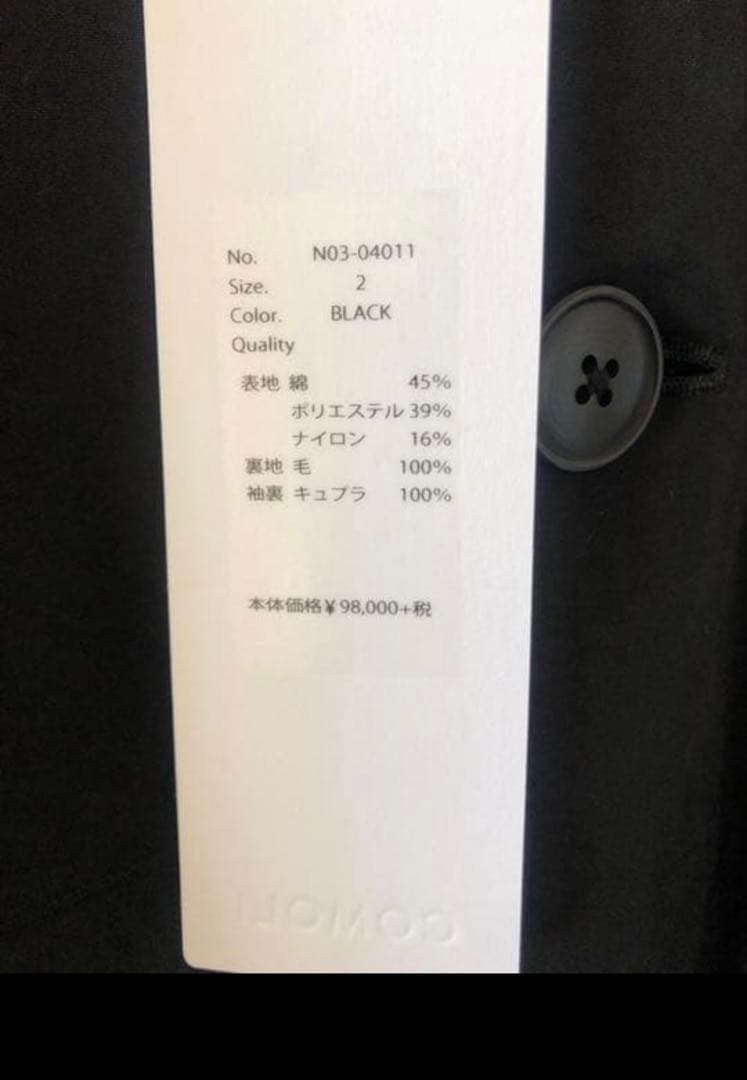 No. N03-04011
Size. 2
Color. BLACK
Quality
表地 綿 45%
ポリエステル 39%
ナイロン 16%
裏地 毛 100%
袖裏 キュプラ 100%
本体価格¥98,000+税
COMOLI